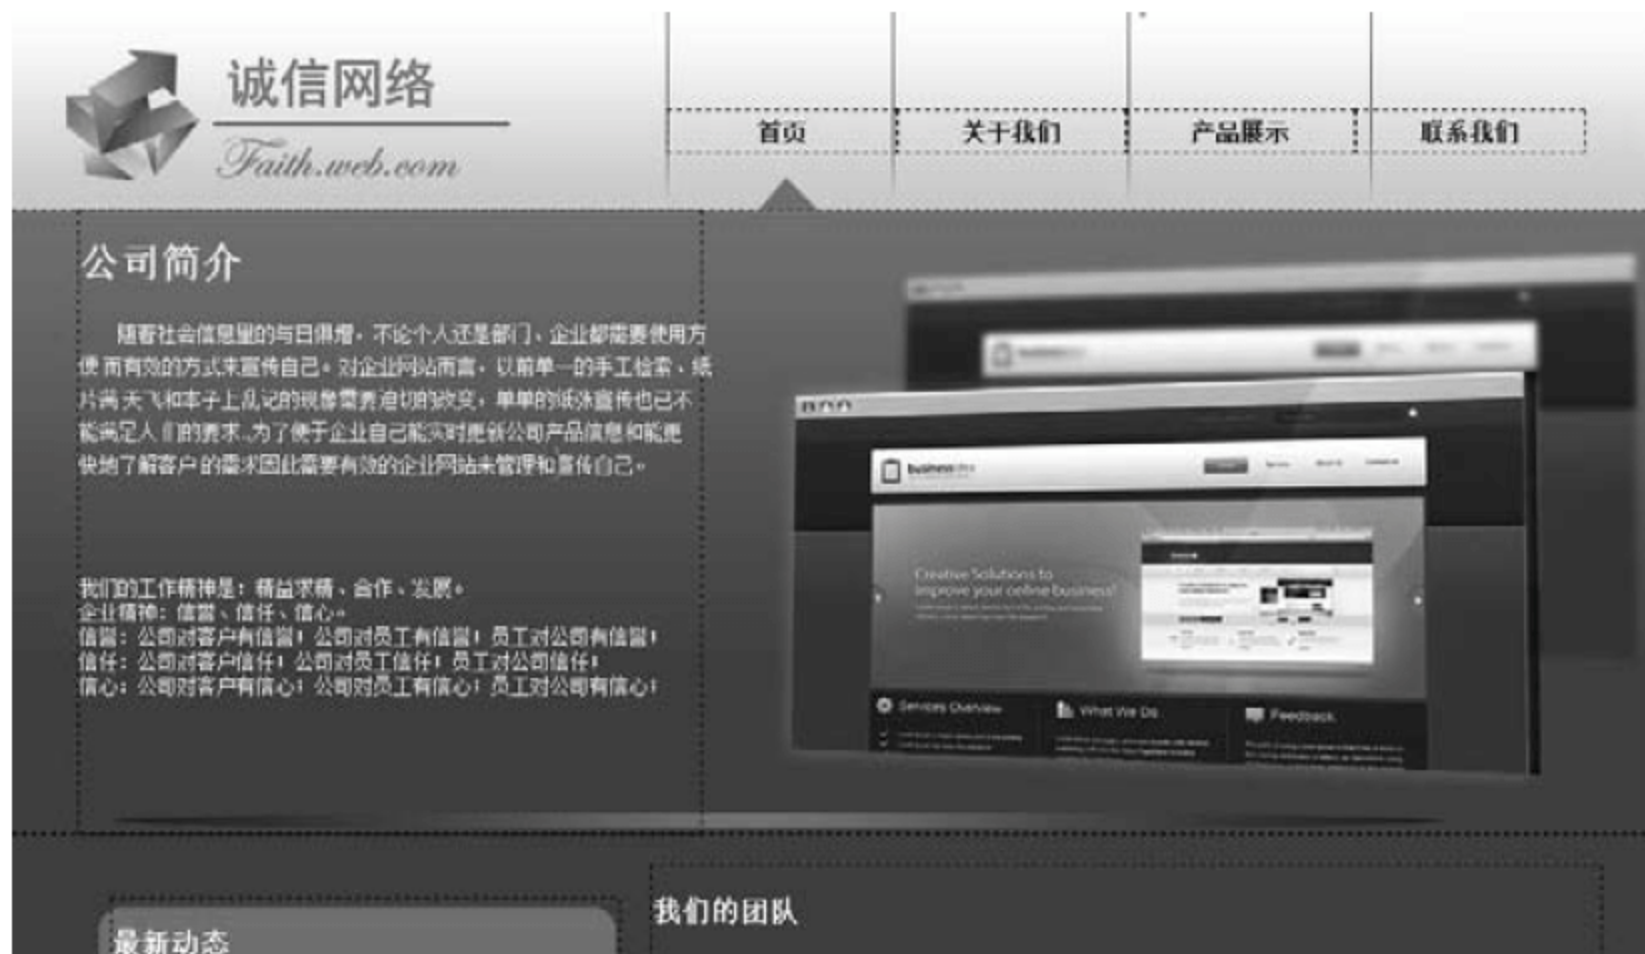 诚信网络
Faith.web.com
首页
关于我们
产品展示
联系我们
公司简介
随着社会信息量的与日俱增，不论个人还是部门、企业都需要使用方
便而有效的方式来宣传自己。对企业网站而言，以前单一的手工检索、纸
片满天飞和本子上乱记的现像需要迫切的改变，单单的纸张宣传也已不
能满足人们的要求。为了便于企业自己能实时更新公司产品信息和能更
快地了解客户的需求因此需要有效的企业网站来管理和宣传自己。
我们的工作精神是：精益求精、合作、发展。
企业精神：信誉、信任、信心。
信誉：公司对客户有信誉！公司对员工有信誉！员工对公司有信誉！
信任：公司对客户信任！公司对员工信任！员工对公司信任！
信心：公司对客户有信心！公司对员工有信心！员工对公司有信心！
businessidea
Creative Solutions to
improve your online business!
Services Overview
What We Do
Feedback
我们的团队
最新动态